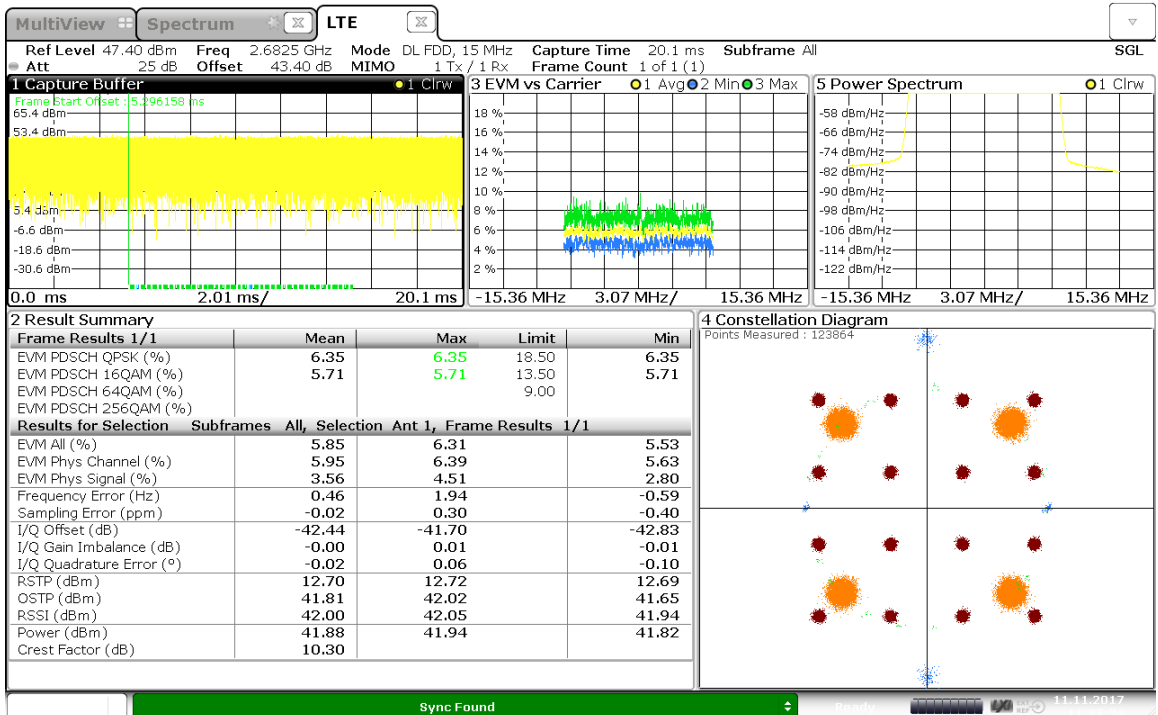 MultiView Spectrum LTE
Ref Level 47.40 dBm Freq 2.6825 GHz Mode DL FDD, 15 MHz Capture Time 20.1 ms Subframe All SGL
Att 25 dB Offset 43.40 dB MIMO 1 Tx / 1 Rx Frame Count 1 of 1 (1)
1 Capture Buffer 1 Clrw
Frame Start Offset : 5.296158 ms
65.4 dBm
53.4 dBm
5.4 dBm
-6.6 dBm
-18.6 dBm
-30.6 dBm
0.0 ms 2.01 ms/ 20.1 ms
3 EVM vs Carrier 1 Avg 2 Min 3 Max
18 %
16 %
14 %
12 %
10 %
8 %
6 %
4 %
2 %
-15.36 MHz 3.07 MHz/ 15.36 MHz
5 Power Spectrum 1 Clrw
-58 dBm/Hz
-66 dBm/Hz
-74 dBm/Hz
-82 dBm/Hz
-90 dBm/Hz
-98 dBm/Hz
-106 dBm/Hz
-114 dBm/Hz
-122 dBm/Hz
-15.36 MHz 3.07 MHz/ 15.36 MHz
2 Result Summary
Frame Results 1/1 Mean Max Limit Min
EVM PDSCH QPSK (%) 6.35 6.35 18.50 6.35
EVM PDSCH 16QAM (%) 5.71 5.71 13.50 5.71
EVM PDSCH 64QAM (%) 9.00
EVM PDSCH 256QAM (%)
Results for Selection Subframes All, Selection Ant 1, Frame Results 1/1
EVM All (%) 5.85 6.31 5.53
EVM Phys Channel (%) 5.95 6.39 5.63
EVM Phys Signal (%) 3.56 4.51 2.80
Frequency Error (Hz) 0.46 1.94 -0.59
Sampling Error (ppm) -0.02 0.30 -0.40
I/Q Offset (dB) -42.44 -41.70 -42.83
I/Q Gain Imbalance (dB) -0.00 0.01 -0.01
I/Q Quadrature Error (°) -0.02 0.06 -0.10
RSTP (dBm) 12.70 12.72 12.69
OSTP (dBm) 41.81 42.02 41.65
RSSI (dBm) 42.00 42.05 41.94
Power (dBm) 41.88 41.94 41.82
Crest Factor (dB) 10.30
4 Constellation Diagram
Points Measured : 123864
Sync Found Ready 11.11.2017